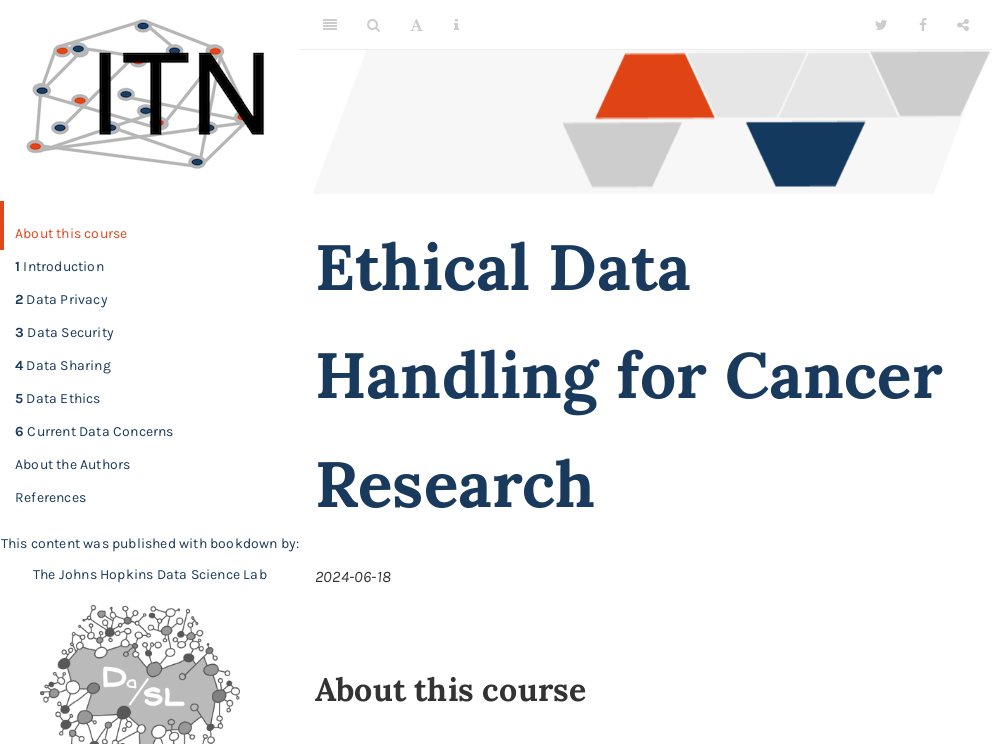 ITN
About this course
1 Introduction
2 Data Privacy
3 Data Security
4 Data Sharing
5 Data Ethics
6 Current Data Concerns
About the Authors
References
This content was published with bookdown by:
The Johns Hopkins Data Science Lab
Da/SL
A
i
Ethical Data
Handling for Cancer
Research
2024-06-18
About this course